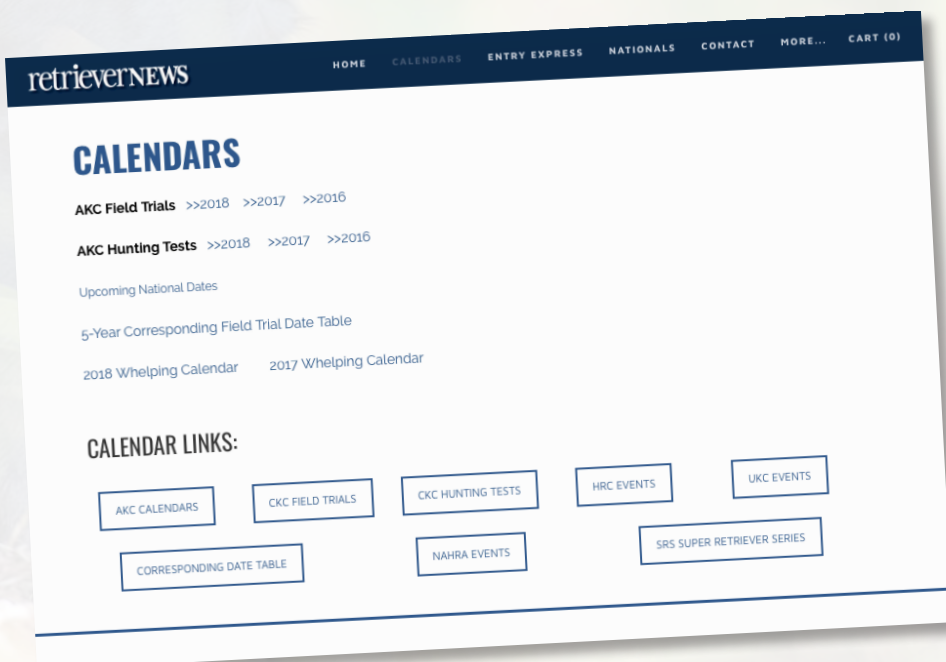 retrieverNEWS HOME CALENDARS ENTRY EXPRESS NATIONALS CONTACT MORE... CART (0)
CALENDARS
AKC Field Trials >>2018 >>2017 >>2016
AKC Hunting Tests >>2018 >>2017 >>2016
Upcoming National Dates
5-Year Corresponding Field Trial Date Table
2018 Whelping Calendar 2017 Whelping Calendar
CALENDAR LINKS:
AKC CALENDARS CKC FIELD TRIALS CKC HUNTING TESTS HRC EVENTS UKC EVENTS
CORRESPONDING DATE TABLE NAHRA EVENTS SRS SUPER RETRIEVER SERIES